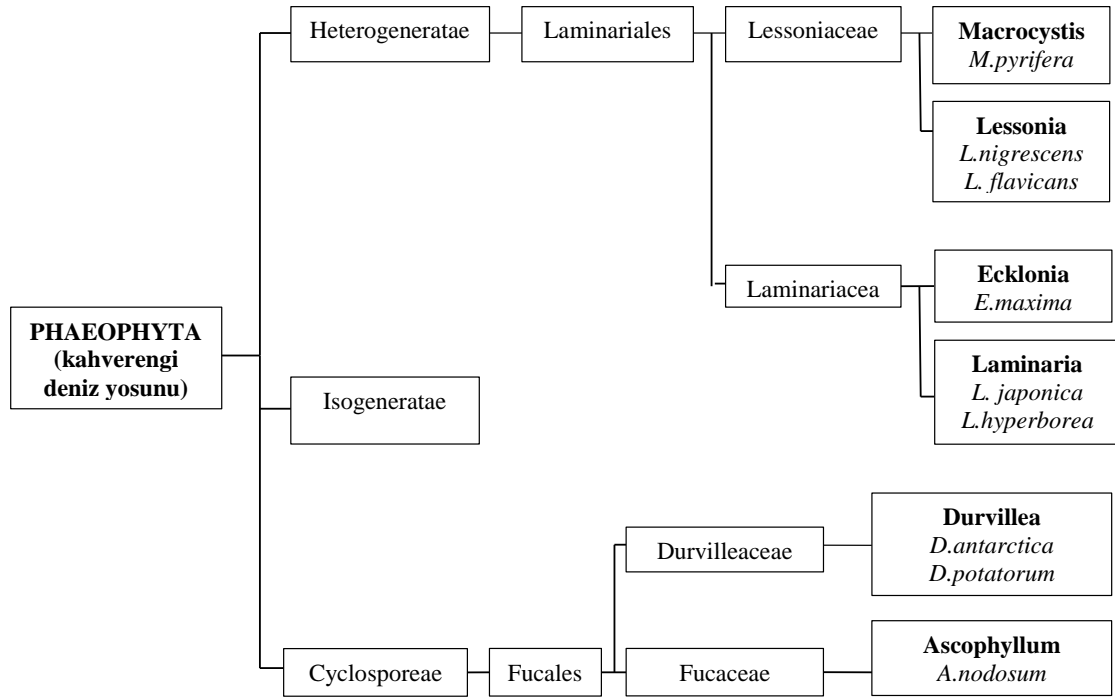 Heterogeneratae
Laminariales
Lessoniaceae
Macrocystis
M.pyrifera
Lessonia
L.nigrescens
L. flavicans
Laminariacea
Ecklonia
E.maxima
Laminaria
L. japonica
L.hyperborea
PHAEOPHYTA
(kahverengi
deniz yosunu)
Isogeneratae
Durvilleaceae
Durvillea
D.antarctica
D.potatorum
Cyclosporeae
Fucales
Fucaceae
Ascophyllum
A.nodosum